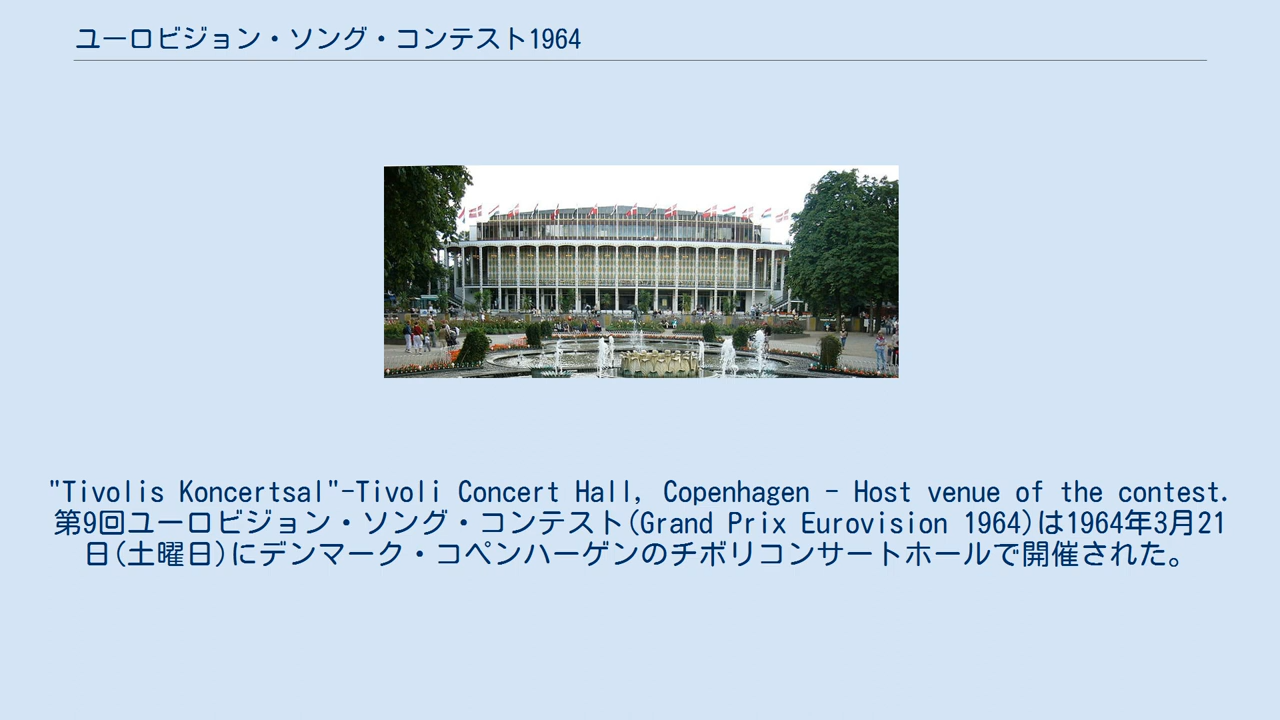 ユーロビジョン・ソング・コンテスト1964
"Tivolis Koncertsal"-Tivoli Concert Hall, Copenhagen - Host venue of the contest.
第9回ユーロビジョン・ソング・コンテスト(Grand Prix Eurovision 1964)は1964年3月21
日(土曜日)にデンマーク・コペンハーゲンのチボリコンサートホールで開催された。